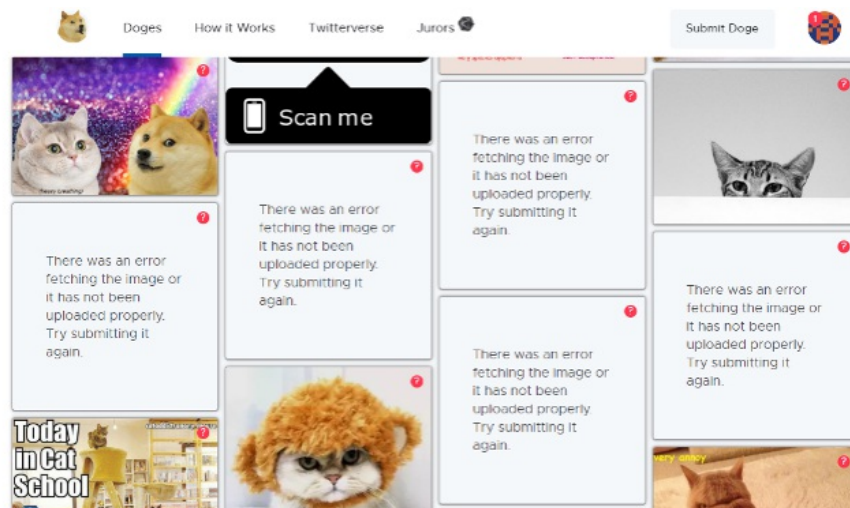 Doges
How it Works
Twitterverse
Jurors
Submit Doge
1
?
Scan me
?
There was an error
fetching the image or
it has not been
uploaded properly.
Try submitting it
again.
?
There was an error
fetching the image or
it has not been
uploaded properly.
Try submitting it
again.
?
Today
in Cat
School
?
There was an error
fetching the image or
it has not been
uploaded properly.
Try submitting it
again.
?
?
There was an error
fetching the image or
it has not been
uploaded properly.
Try submitting it
again.
?
There was an error
fetching the image or
it has not been
uploaded properly.
Try submitting it
again.
?
?
very annoy
?